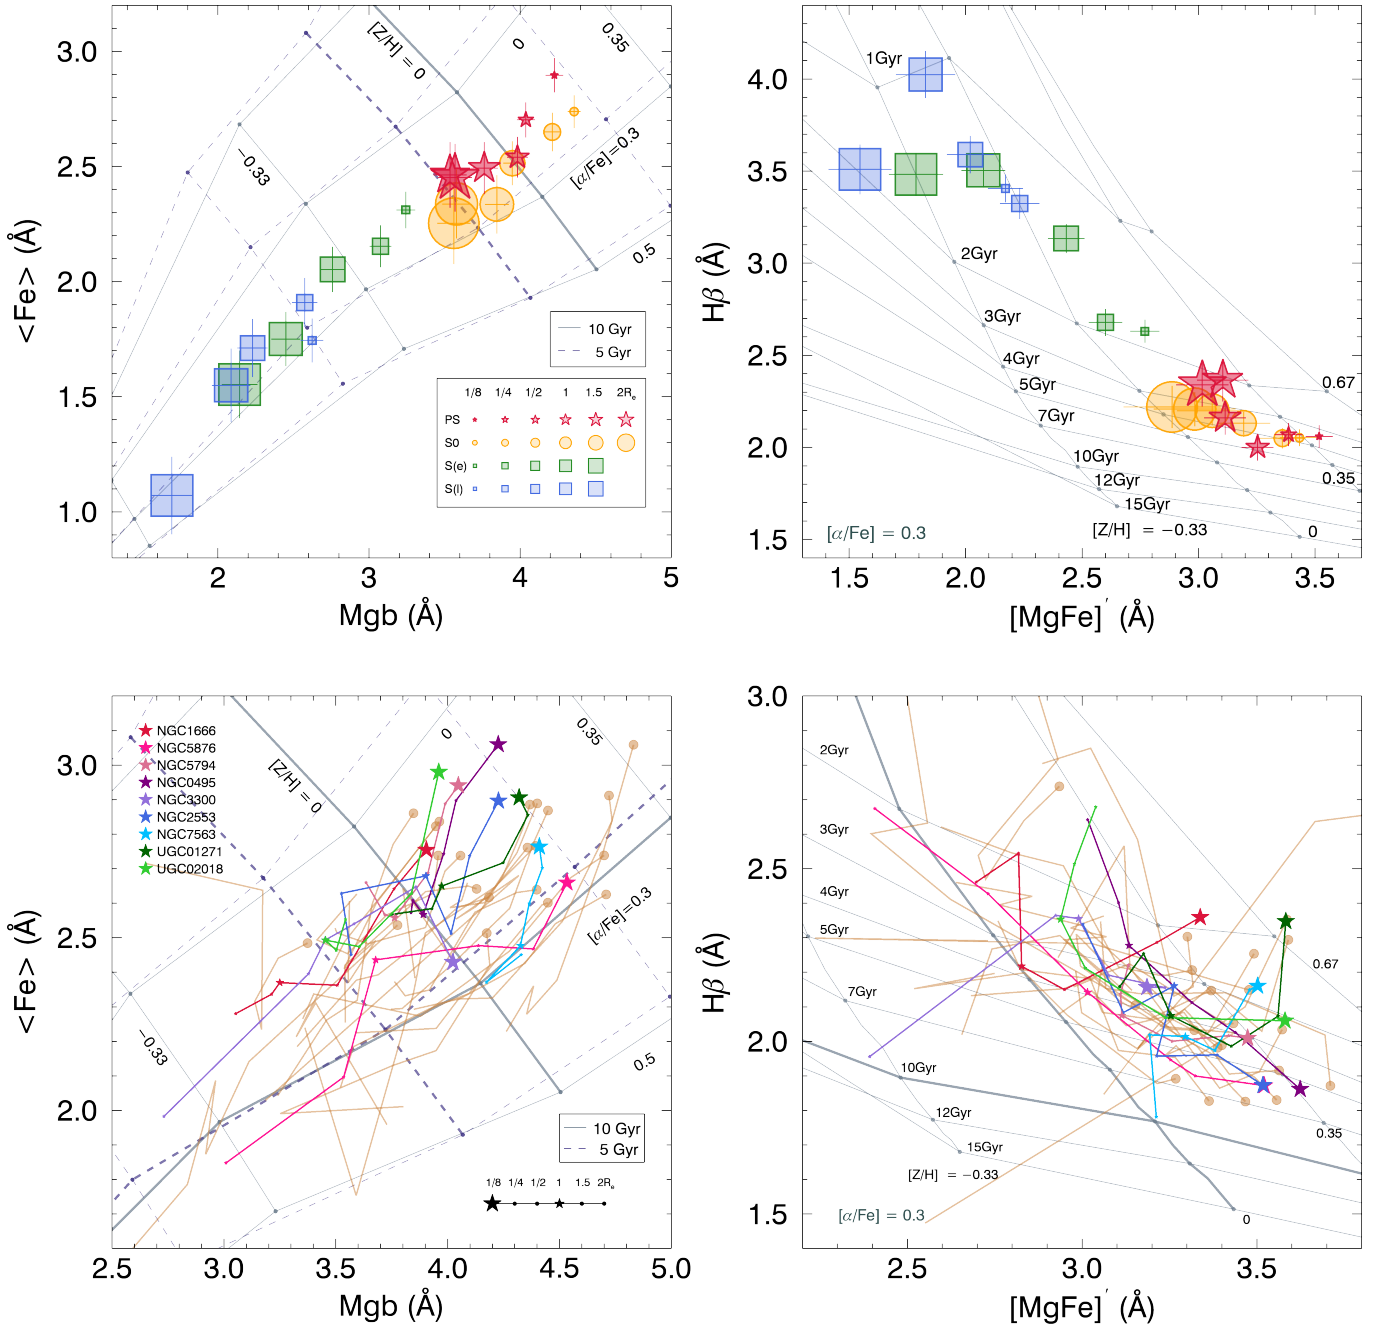 3.0
2.5
2.0
1.5
1.0
<Fe> (Å)
2
3
4
5
Mgb (Å)
[Z/H] = 0
0
0.35
−0.33
[α/Fe]=0.3
0.5
10 Gyr
5 Gyr
1/8 1/4 1/2 1 1.5 2Re
PS
S0
S(e)
S(l)
4.0
3.5
3.0
2.5
2.0
1.5
Hβ (Å)
1.5
2.0
2.5
3.0
3.5
[MgFe]′ (Å)
1Gyr
2Gyr
3Gyr
4Gyr
5Gyr
7Gyr
10Gyr
12Gyr
15Gyr
0.67
0.35
0
[α/Fe] = 0.3
[Z/H] = −0.33
3.0
2.5
2.0
<Fe> (Å)
2.5
3.0
3.5
4.0
4.5
5.0
Mgb (Å)
NGC1666
NGC5876
NGC5794
NGC0495
NGC3300
NGC2553
NGC7563
UGC01271
UGC02018
[Z/H] = 0
0
0.35
[α/Fe]=0.3
−0.33
0.5
10 Gyr
5 Gyr
1/8 1/4 1/2 1 1.5 2Re
3.0
2.5
2.0
1.5
Hβ (Å)
2.5
3.0
3.5
[MgFe]′ (Å)
2Gyr
3Gyr
4Gyr
5Gyr
7Gyr
10Gyr
12Gyr
15Gyr
0.67
0.35
[Z/H] = −0.33
0
[α/Fe] = 0.3